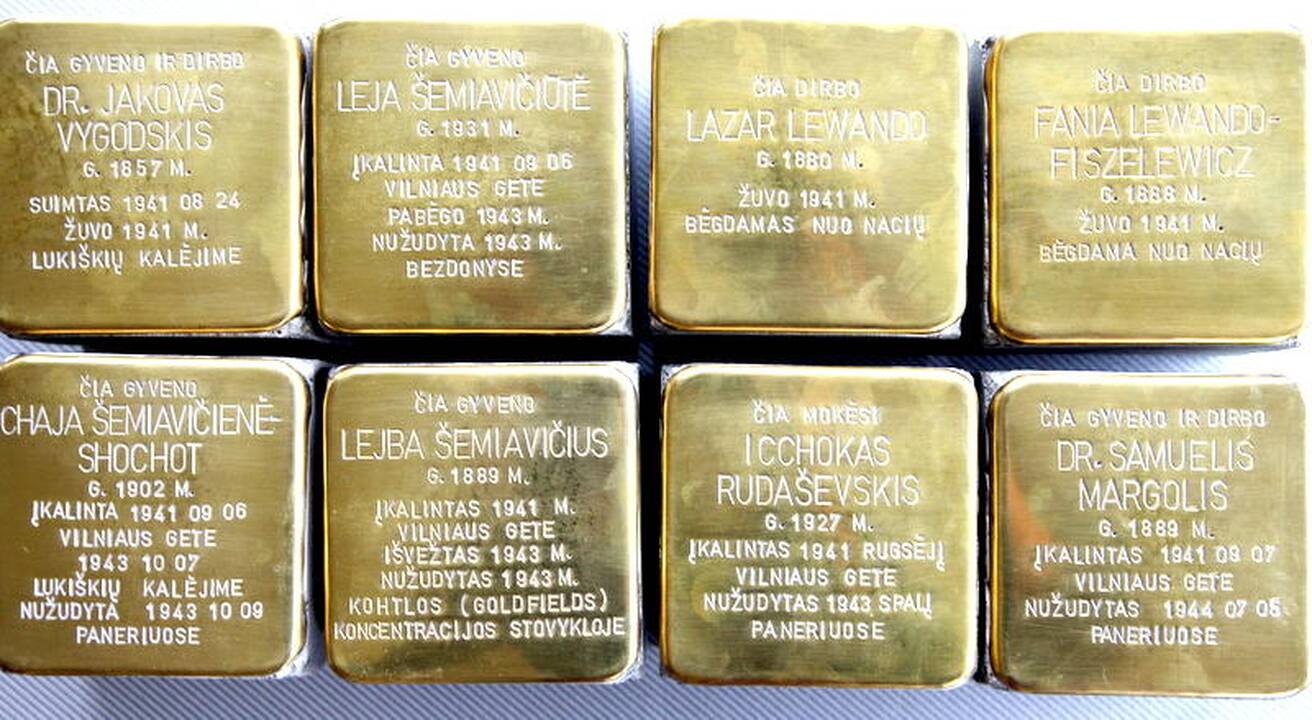 ČIA GYVENO IR DIRBO
DR. JAKOVAS
VYGODSKIS
G. 1857 M.
SUIMTAS 1941 08 24
ŽUVO 1941 M.
LUKIŠKIŲ KALĖJIME
ČIA GYVENO
LEJA ŠEMIAVIČIŪTĖ
G. 1931 M.
ĮKALINTA 1941 09 06
VILNIAUS GETE
PABĖGO 1943 M.
NUŽUDYTA 1943 M.
BEZDONYSE
ČIA DIRBO
LAZAR LEWANDO
G. 1880 M.
ŽUVO 1941 M.
BĖGDAMAS NUO NACIŲ
ČIA DIRBO
FANIA LEWANDO-
FISZELEWICZ
G. 1888 M.
ŽUVO 1941 M.
BĖGDAMA NUO NACIŲ
ČIA GYVENO
CHAJA ŠEMIAVIČIENĖ-
SHOCHOT
G. 1902 M.
ĮKALINTA 1941 09 06
VILNIAUS GETE
1943 10 07
LUKIŠKIŲ KALĖJIME
NUŽUDYTA 1943 10 09
PANERIUOSE
ČIA GYVENO
LEJBA ŠEMIAVIČIUS
G. 1889 M.
ĮKALINTAS 1941 M.
VILNIAUS GETE
IŠVEŽTAS 1943 M.
NUŽUDYTAS 1943 M.
KOHTLOS (GOLDFIELDS)
KONCENTRACIJOS STOVYKLOJE
ČIA MOKĖSI
ICCHOKAS
RUDAŠEVSKIS
G. 1927 M.
ĮKALINTAS 1941 RUGSĖJĮ
VILNIAUS GETE
NUŽUDYTAS 1943 SPALĮ
PANERIUOSE
ČIA GYVENO IR DIRBO
DR. SAMUELIS
MARGOLIS
G. 1889 M.
ĮKALINTAS 1941 09 07
VILNIAUS GETE
NUŽUDYTAS 1944 07
PANERIUOSE